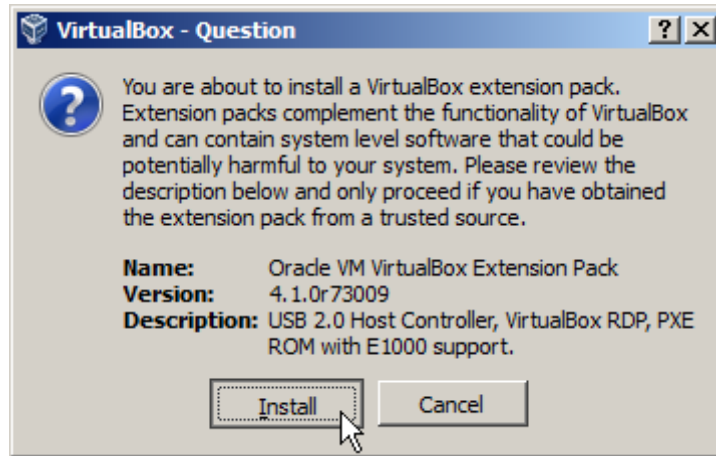 VirtualBox - Question
You are about to install a VirtualBox extension pack.
Extension packs complement the functionality of VirtualBox
and can contain system level software that could be
potentially harmful to your system. Please review the
description below and only proceed if you have obtained
the extension pack from a trusted source.
Name: Oracle VM VirtualBox Extension Pack
Version: 4.1.0r73009
Description: USB 2.0 Host Controller, VirtualBox RDP, PXE
ROM with E1000 support.
Install Cancel